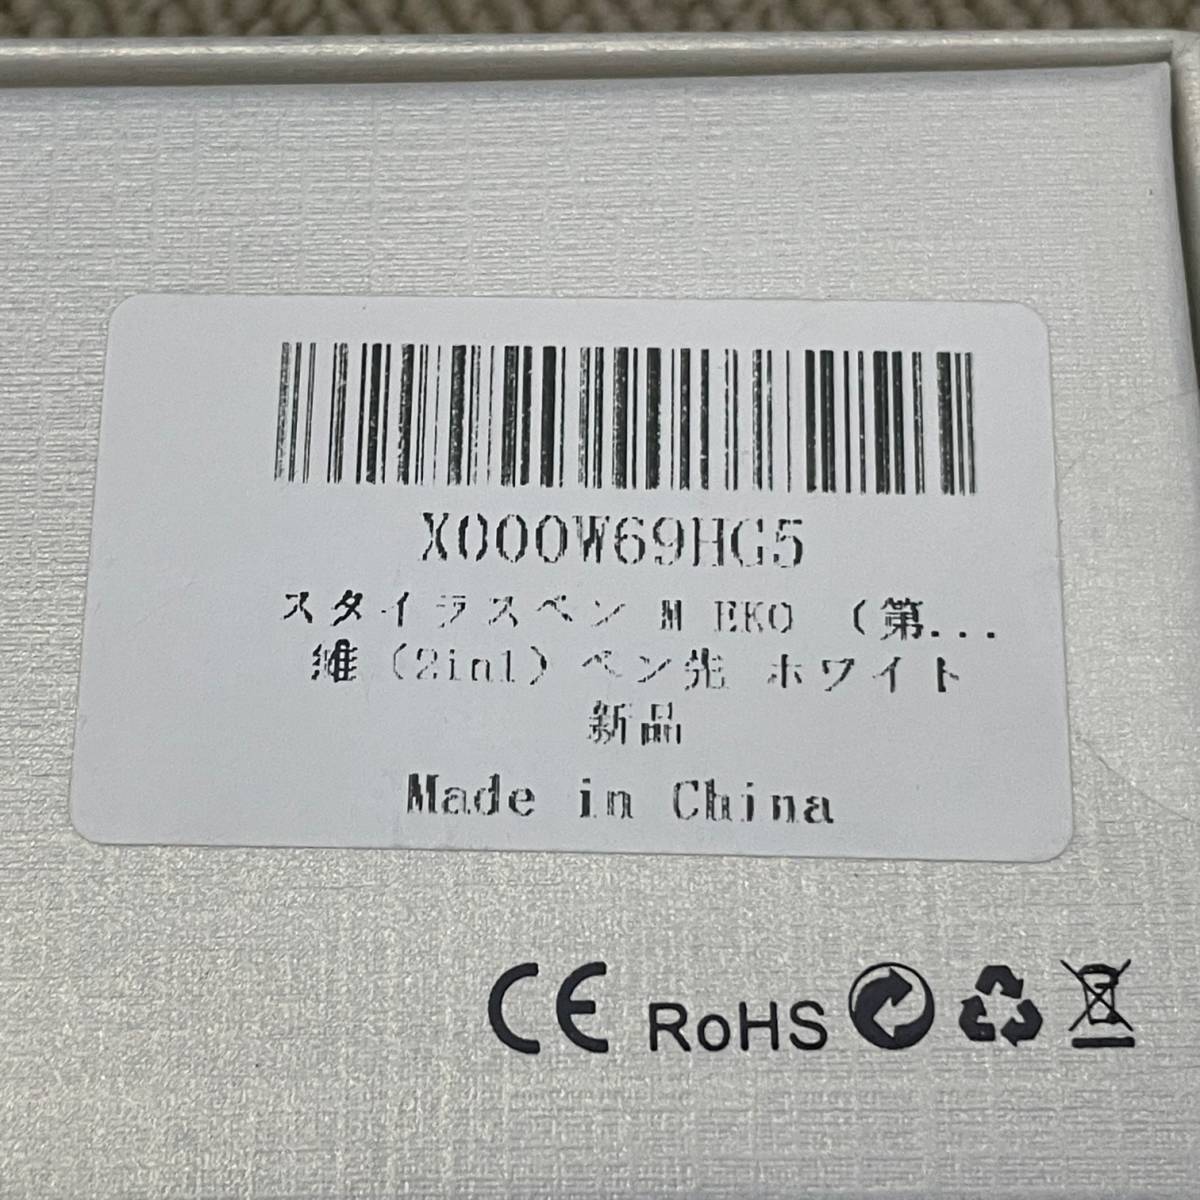 X000W69HG5
スタイラスペン M EKO （第...
維（2in1）ペン先 ホワイト
新品
Made in China
CE RoHS